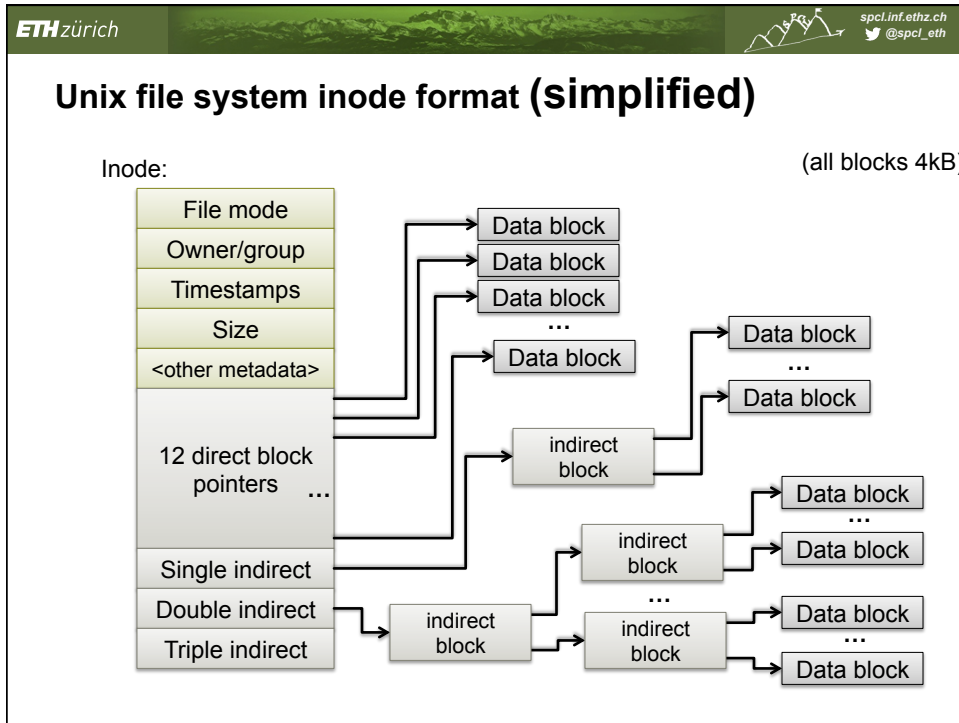 ETH zürich
spcl.inf.ethz.ch
@spcl_eth
SPCL
Unix file system inode format (simplified)
Inode:
(all blocks 4kB)
File mode
Owner/group
Timestamps
Size
<other metadata>
12 direct block
pointers ...
Single indirect
Double indirect
Triple indirect
Data block
Data block
Data block
...
Data block
indirect
block
Data block
...
Data block
indirect
block
indirect
block
...
indirect
block
Data block
...
Data block
Data block
...
Data block